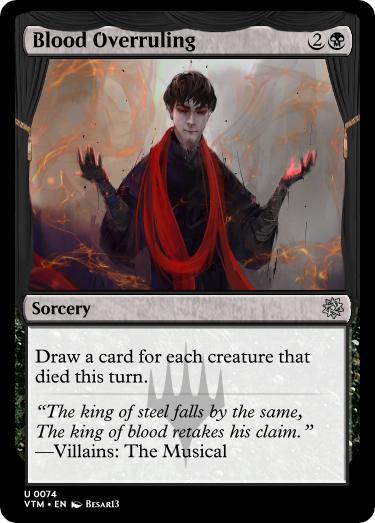 Blood Overruling 2
Sorcery
Draw a card for each creature that
died this turn.
“The king of steel falls by the same,
The king of blood retakes his claim.”
—Villains: The Musical
U 0074
VTM • EN Besar13